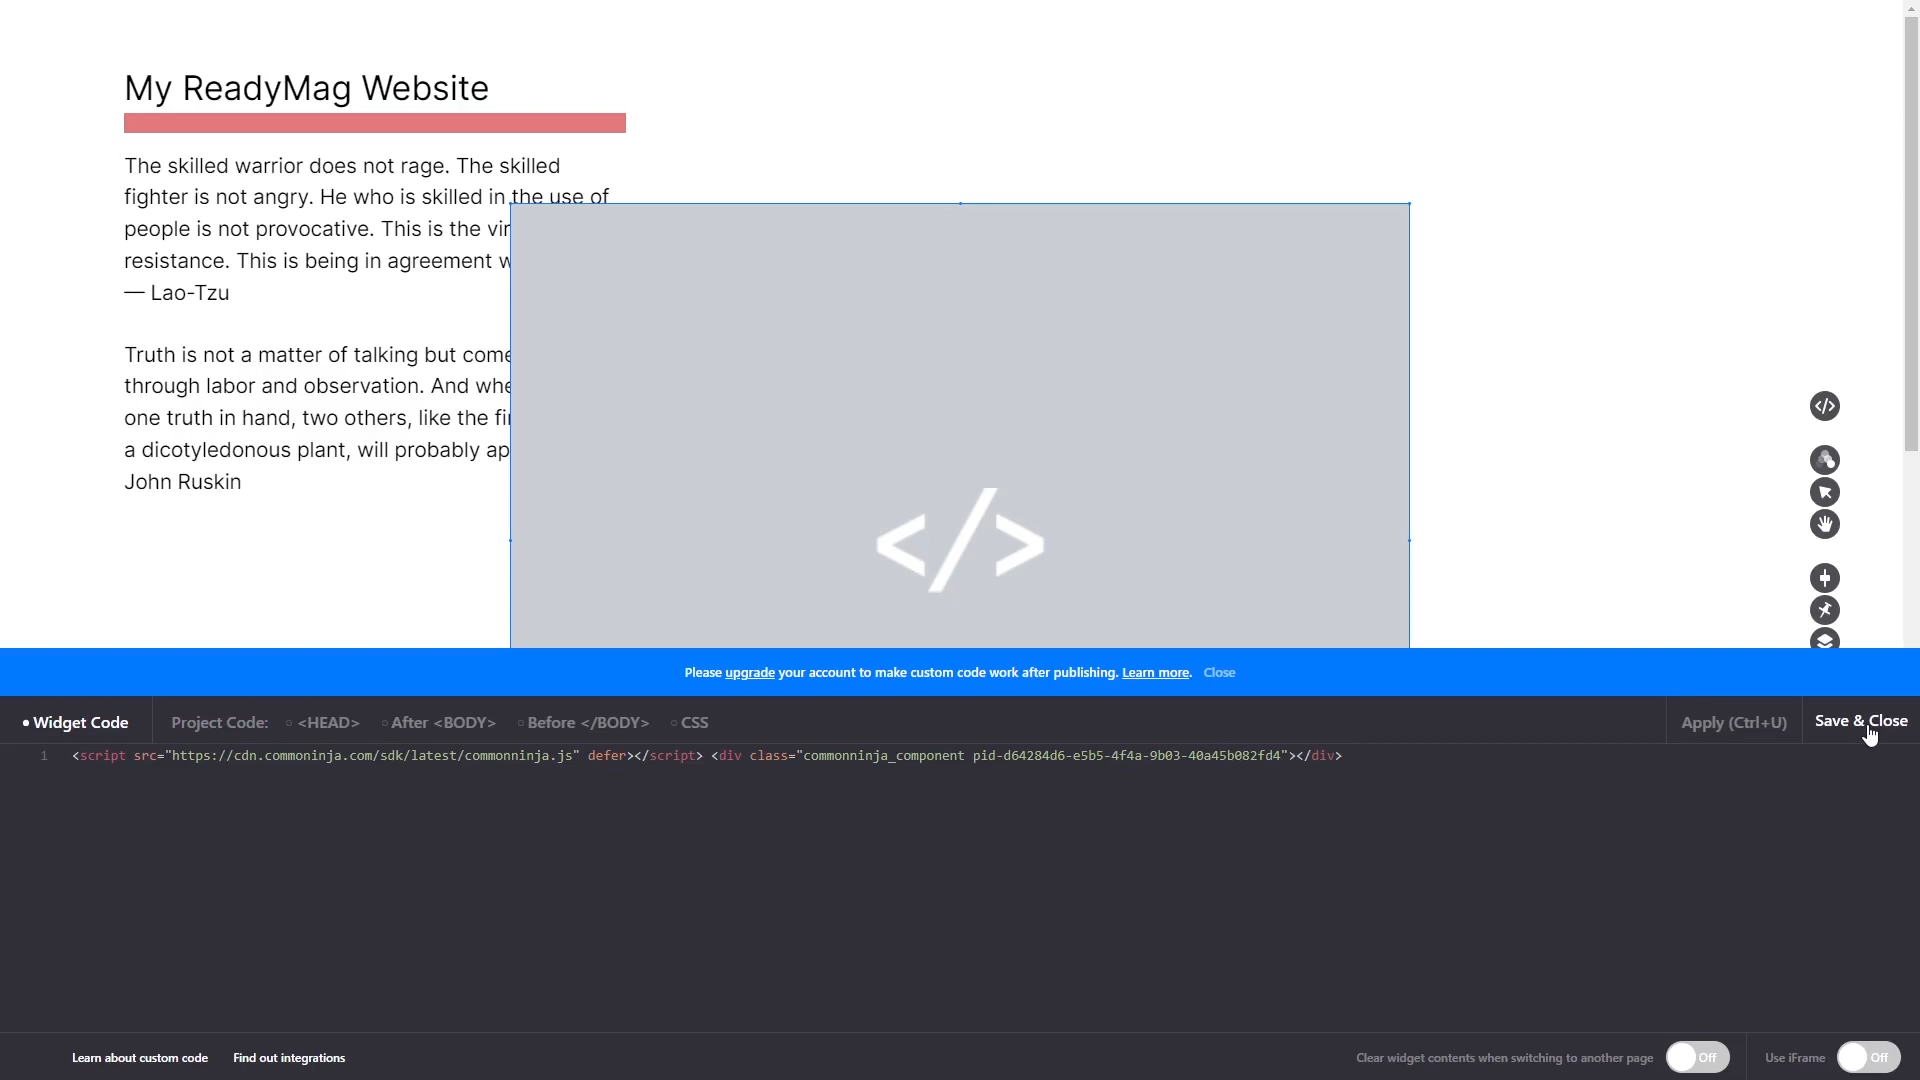 My ReadyMag Website
The skilled warrior does not rage. The skilled
fighter is not angry. He who is skilled in the use of
people is not provocative. This is the vir
resistance. This is being in agreement w
— Lao-Tzu
Truth is not a matter of talking but come
through labor and observation. And whe
one truth in hand, two others, like the fi
a dicotyledonous plant, will probably ap
John Ruskin
</>
</>
Please upgrade your account to make custom code work after publishing. Learn more. Close
Widget Code Project Code: <HEAD> After <BODY> Before </BODY> CSS Apply (Ctrl+U) Save & Close
1 <script src="https://cdn.commoninja.com/sdk/latest/commonninja.js" defer></script> <div class="commonninja_component pid-d64284d6-e5b5-4f4a-9b03-40a45b082fd4"></div>
Learn about custom code Find out integrations Clear widget contents when switching to another page Off Use iFrame Off